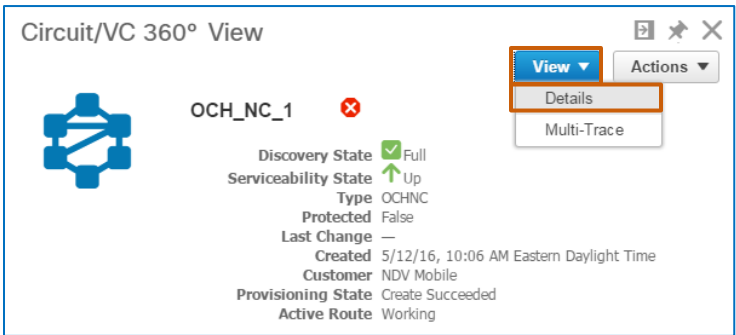 Circuit/VC 360° View
View Actions
Details
Multi-Trace
OCH_NC_1
Discovery State Full
Serviceability State Up
Type OCHNC
Protected False
Last Change —
Created 5/12/16, 10:06 AM Eastern Daylight Time
Customer NDV Mobile
Provisioning State Create Succeeded
Active Route Working